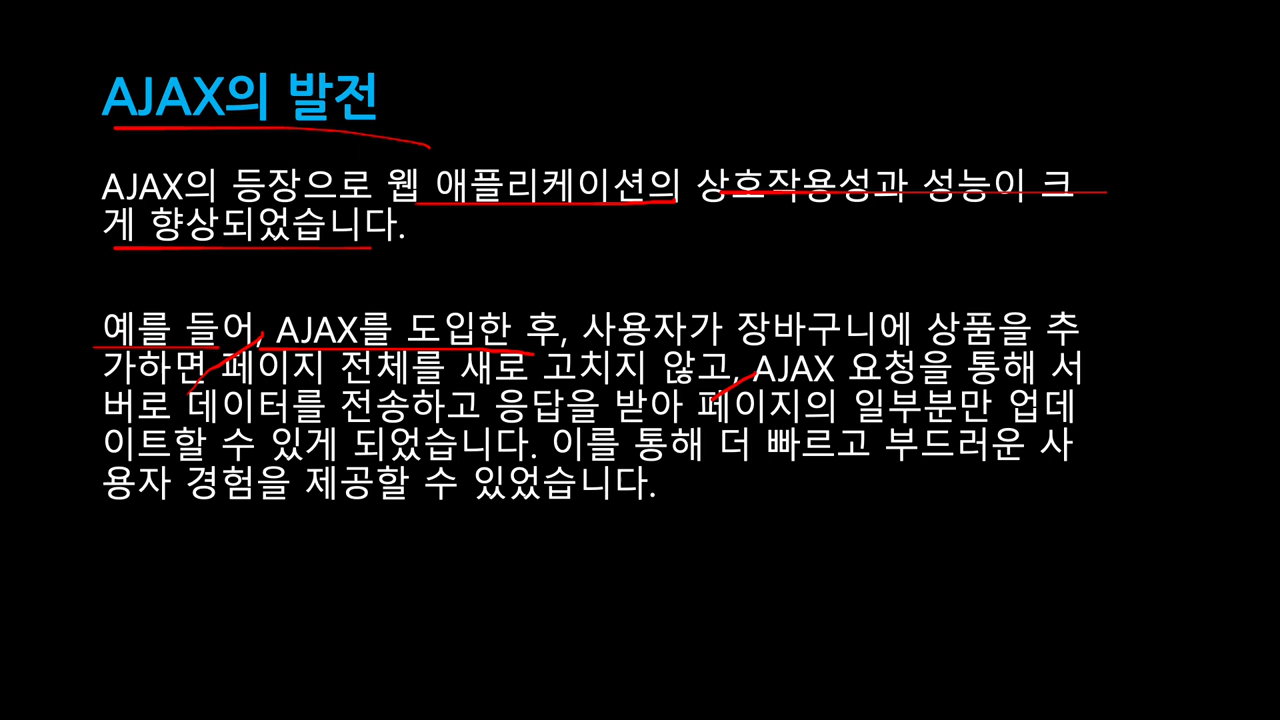 AJAX의 발전
AJAX의 등장으로 웹 애플리케이션의 상호작용성과 성능이 크
게 향상되었습니다.
예를 들어, AJAX를 도입한 후, 사용자가 장바구니에 상품을 추
가하면 페이지 전체를 새로 고치지 않고, AJAX 요청을 통해 서
버로 데이터를 전송하고 응답을 받아 페이지의 일부분만 업데
이트할 수 있게 되었습니다. 이를 통해 더 빠르고 부드러운 사
용자 경험을 제공할 수 있었습니다.